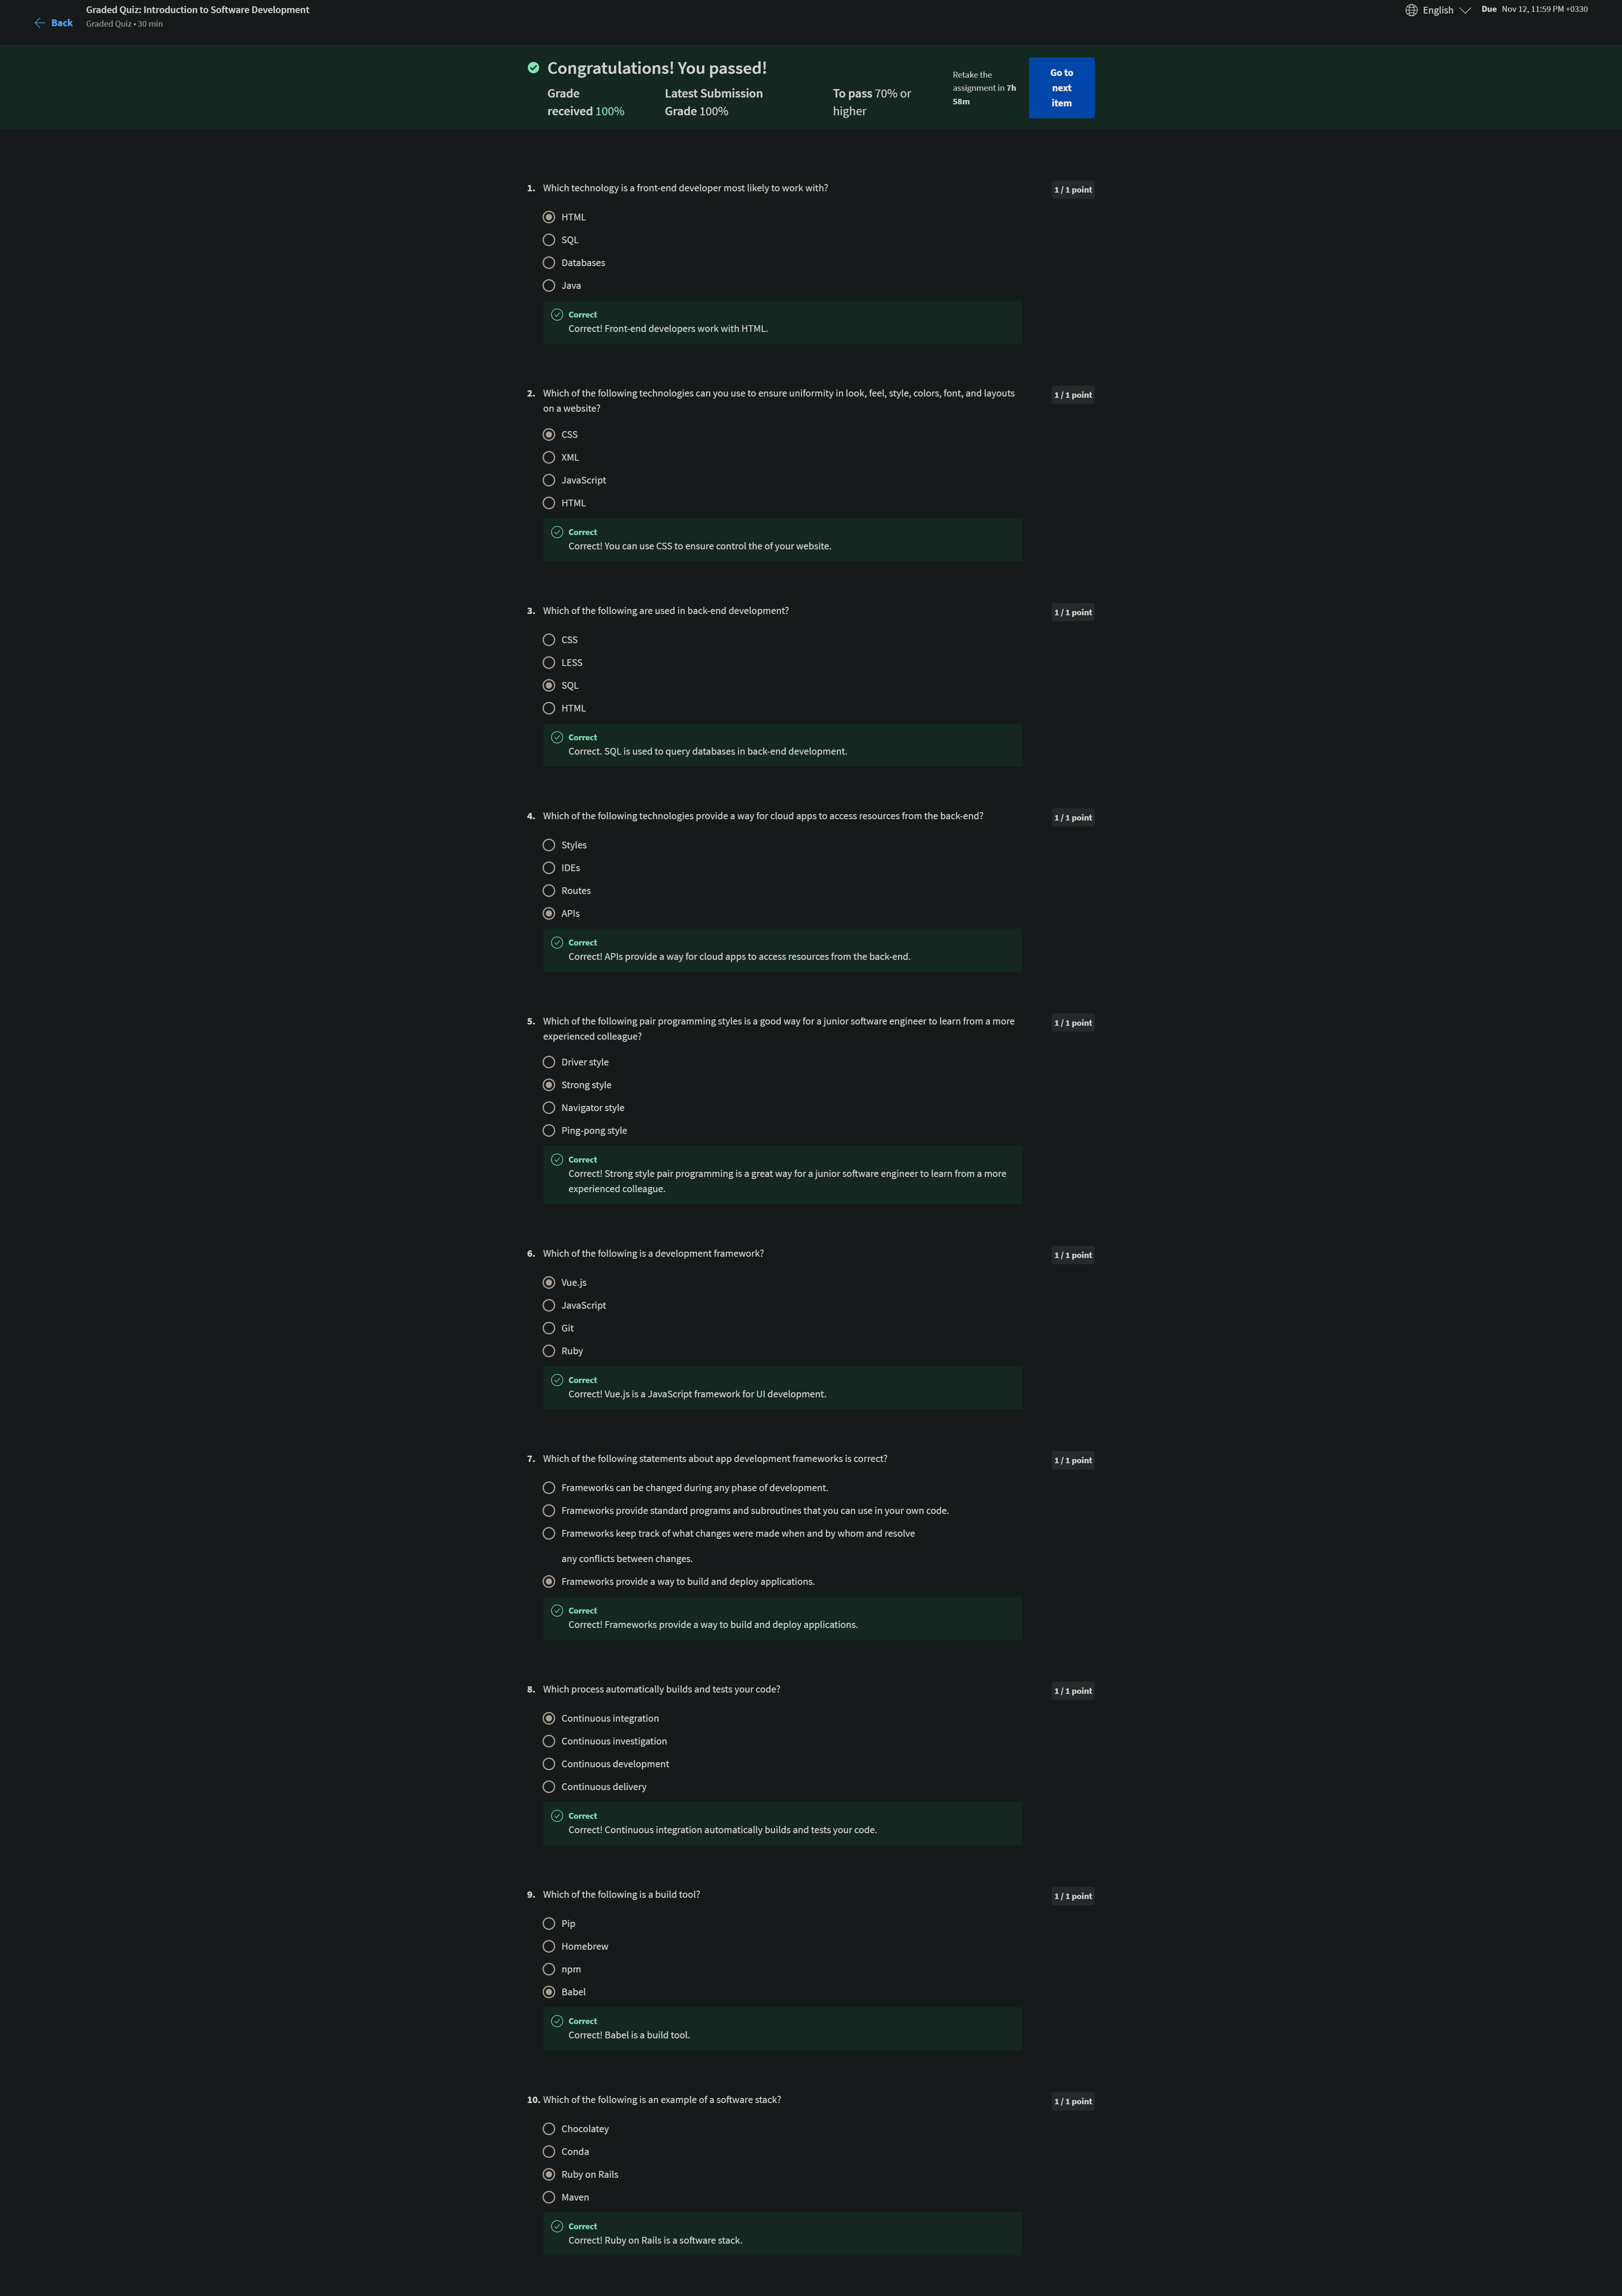 Graded Quiz: Introduction to Software Development
Back
Graded Quiz • 30 min
English
Due Nov 12, 11:59 PM +0330
Congratulations! You passed!
Grade
received 100%
Latest Submission
Grade 100%
To pass 70% or
higher
Retake the
assignment in 7h
58m
Go to
next
item
1. Which technology is a front-end developer most likely to work with?
1 / 1 point
HTML
SQL
Databases
Java
Correct
Correct! Front-end developers work with HTML.
2. Which of the following technologies can you use to ensure uniformity in look, feel, style, colors, font, and layouts
on a website?
1 / 1 point
CSS
XML
JavaScript
HTML
Correct
Correct! You can use CSS to ensure control the of your website.
3. Which of the following are used in back-end development?
1 / 1 point
CSS
LESS
SQL
HTML
Correct
Correct. SQL is used to query databases in back-end development.
4. Which of the following technologies provide a way for cloud apps to access resources from the back-end?
1 / 1 point
Styles
IDEs
Routes
APIs
Correct
Correct! APIs provide a way for cloud apps to access resources from the back-end.
5. Which of the following pair programming styles is a good way for a junior software engineer to learn from a more
experienced colleague?
1 / 1 point
Driver style
Strong style
Navigator style
Ping-pong style
Correct
Correct! Strong style pair programming is a great way for a junior software engineer to learn from a more
experienced colleague.
6. Which of the following is a development framework?
1 / 1 point
Vue.js
JavaScript
Git
Ruby
Correct
Correct! Vue.js is a JavaScript framework for UI development.
7. Which of the following statements about app development frameworks is correct?
1 / 1 point
Frameworks can be changed during any phase of development.
Frameworks provide standard programs and subroutines that you can use in your own code.
Frameworks keep track of what changes were made when and by whom and resolve
any conflicts between changes.
Frameworks provide a way to build and deploy applications.
Correct
Correct! Frameworks provide a way to build and deploy applications.
8. Which process automatically builds and tests your code?
1 / 1 point
Continuous integration
Continuous investigation
Continuous development
Continuous delivery
Correct
Correct! Continuous integration automatically builds and tests your code.
9. Which of the following is a build tool?
1 / 1 point
Pip
Homebrew
npm
Babel
Correct
Correct! Babel is a build tool.
10. Which of the following is an example of a software stack?
1 / 1 point
Chocolatey
Conda
Ruby on Rails
Maven
Correct
Correct! Ruby on Rails is a software stack.